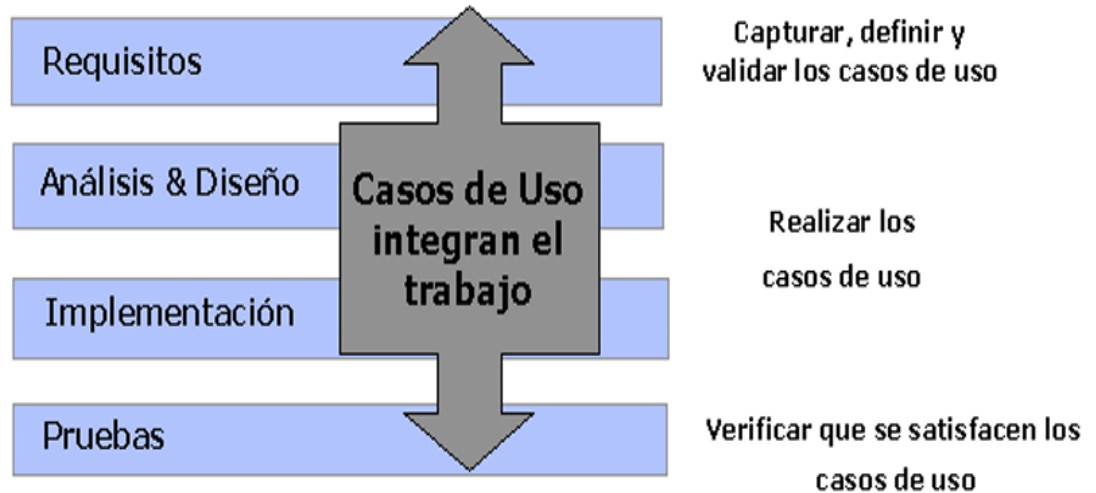 Requisitos
Capturar, definir y
validar los casos de uso
Análisis & Diseño
Casos de Uso
integran el
trabajo
Realizar los
casos de uso
Implementación
Pruebas
Verificar que se satisfacen los
casos de uso